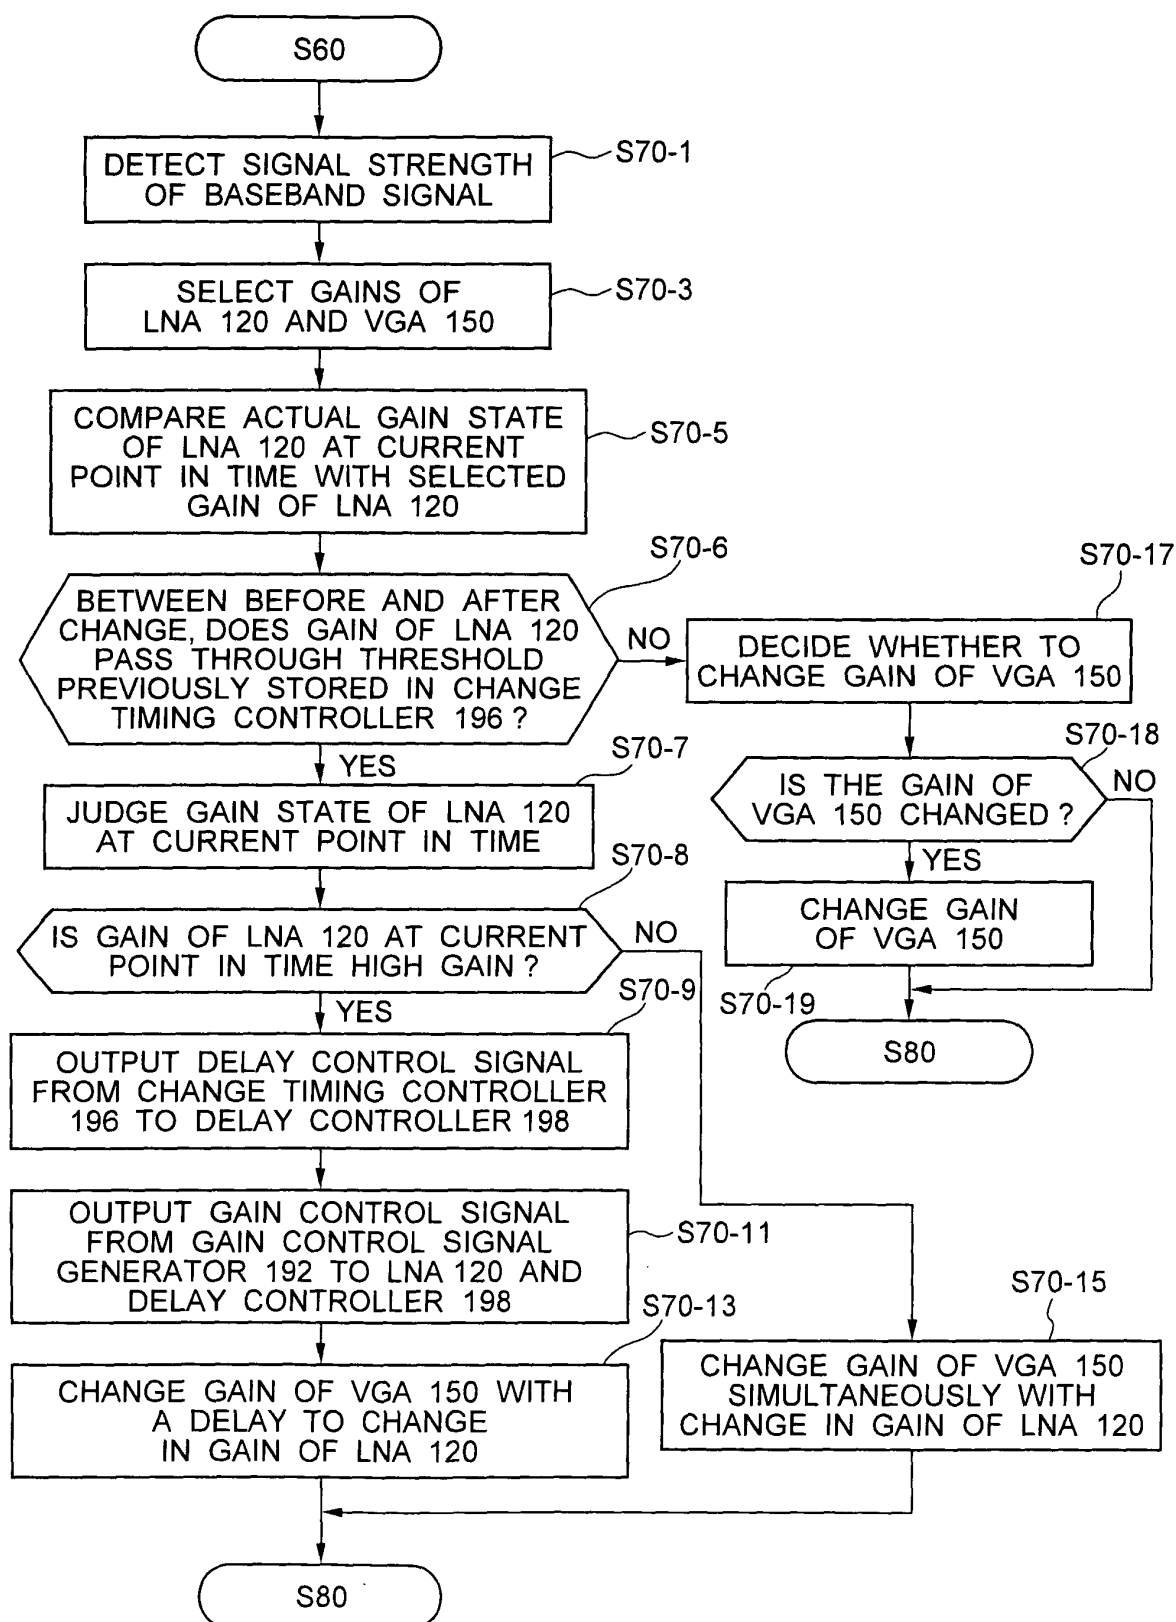 S60
DETECT SIGNAL STRENGTH
OF BASEBAND SIGNAL
S70-1
SELECT GAINS OF
LNA 120 AND VGA 150
S70-3
COMPARE ACTUAL GAIN STATE
OF LNA 120 AT CURRENT
POINT IN TIME WITH SELECTED
GAIN OF LNA 120
S70-5
BETWEEN BEFORE AND AFTER
CHANGE, DOES GAIN OF LNA 120
PASS THROUGH THRESHOLD
PREVIOUSLY STORED IN CHANGE
TIMING CONTROLLER 196 ?
S70-6
NO
YES
DECIDE WHETHER TO
CHANGE GAIN OF VGA 150
S70-17
IS THE GAIN OF
VGA 150 CHANGED ?
S70-18
NO
YES
CHANGE GAIN
OF VGA 150
S70-19
S80
JUDGE GAIN STATE OF LNA 120
AT CURRENT POINT IN TIME
S70-7
IS GAIN OF LNA 120 AT CURRENT
POINT IN TIME HIGH GAIN ?
S70-8
NO
YES
OUTPUT DELAY CONTROL SIGNAL
FROM CHANGE TIMING CONTROLLER
196 TO DELAY CONTROLLER 198
S70-9
OUTPUT GAIN CONTROL SIGNAL
FROM GAIN CONTROL SIGNAL
GENERATOR 192 TO LNA 120 AND
DELAY CONTROLLER 198
S70-11
CHANGE GAIN OF VGA 150 WITH
A DELAY TO CHANGE
IN GAIN OF LNA 120
S70-13
CHANGE GAIN OF VGA 150
SIMULTANEOUSLY WITH
CHANGE IN GAIN OF LNA 120
S70-15
S80